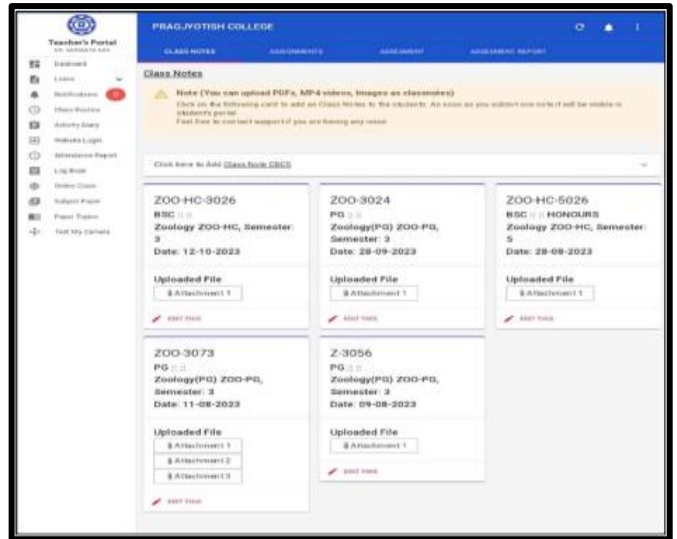 Teacher's Portal
PRAGJYOTISH COLLEGE
CLASS NOTES
ASSIGNMENTS
ASSESSMENT
ASSESSMENT REPORT
Dashboard
Leave
Notifications
Class Routine
Activity Diary
Website Login
Attendance Report
Log Book
Online Class
Subject Paper
Paper Topics
Test My Camera
Class Notes
Note (You can upload PDFs, MP4 videos, Images as classnotes)
Click on the following card to add an Class Notes to the students. As soon as you submit one note it will be visible in
student's portal
Feel free to contact support if you are having any issue
Click here to Add Class Note CBCS
ZOO-HC-3026
BSC :: ::
Zoology ZOO-HC, Semester:
3
Date: 12-10-2023
Uploaded File
Attachment 1
EDIT THIS
ZOO-3024
PG :: ::
Zoology(PG) ZOO-PG,
Semester: 3
Date: 28-09-2023
Uploaded File
Attachment 1
EDIT THIS
ZOO-HC-5026
BSC :: :: HONOURS
Zoology ZOO-HC, Semester:
5
Date: 28-08-2023
Uploaded File
Attachment 1
EDIT THIS
ZOO-3073
PG :: ::
Zoology(PG) ZOO-PG,
Semester: 3
Date: 11-08-2023
Uploaded File
Attachment 1
Attachment 2
Attachment 3
EDIT THIS
Z-3056
PG :: ::
Zoology(PG) ZOO-PG,
Semester: 3
Date: 09-08-2023
Uploaded File
Attachment 1
EDIT THIS